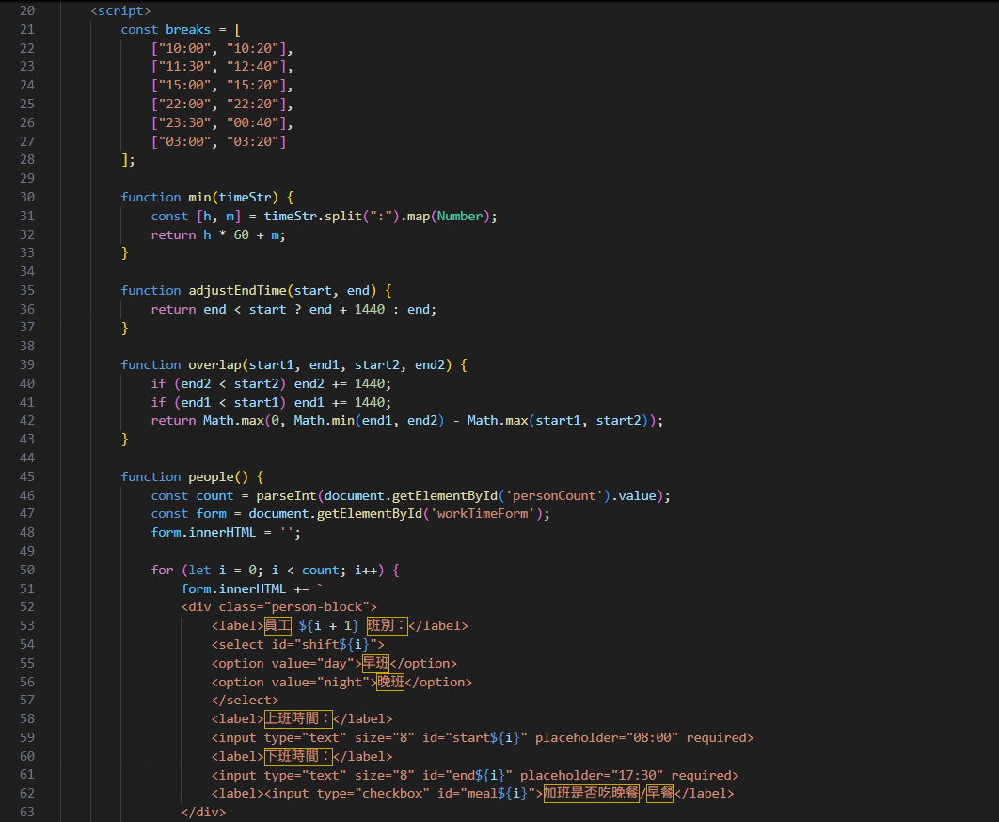 20 <script>
21 const breaks = [
22 ["10:00", "10:20"],
23 ["11:30", "12:40"],
24 ["15:00", "15:20"],
25 ["22:00", "22:20"],
26 ["23:30", "00:40"],
27 ["03:00", "03:20"]
28 ];
29
30 function min(timeStr) {
31 const [h, m] = timeStr.split(":").map(Number);
32 return h * 60 + m;
33 }
34
35 function adjustEndTime(start, end) {
36 return end < start ? end + 1440 : end;
37 }
38
39 function overlap(start1, end1, start2, end2) {
40 if (end2 < start2) end2 += 1440;
41 if (end1 < start1) end1 += 1440;
42 return Math.max(0, Math.min(end1, end2) - Math.max(start1, start2));
43 }
44
45 function people() {
46 const count = parseInt(document.getElementById('personCount').value);
47 const form = document.getElementById('workTimeForm');
48 form.innerHTML = '';
49
50 for (let i = 0; i < count; i++) {
51 form.innerHTML += `
52 <div class="person-block">
53 <label>員工 ${i + 1} 班別：</label>
54 <select id="shift${i}">
55 <option value="day">早班</option>
56 <option value="night">晚班</option>
57 </select>
58 <label>上班時間：</label>
59 <input type="text" size="8" id="start${i}" placeholder="08:00" required>
60 <label>下班時間：</label>
61 <input type="text" size="8" id="end${i}" placeholder="17:30" required>
62 <label><input type="checkbox" id="meal${i}">加班是否吃晚餐/早餐</label>
63 </div>